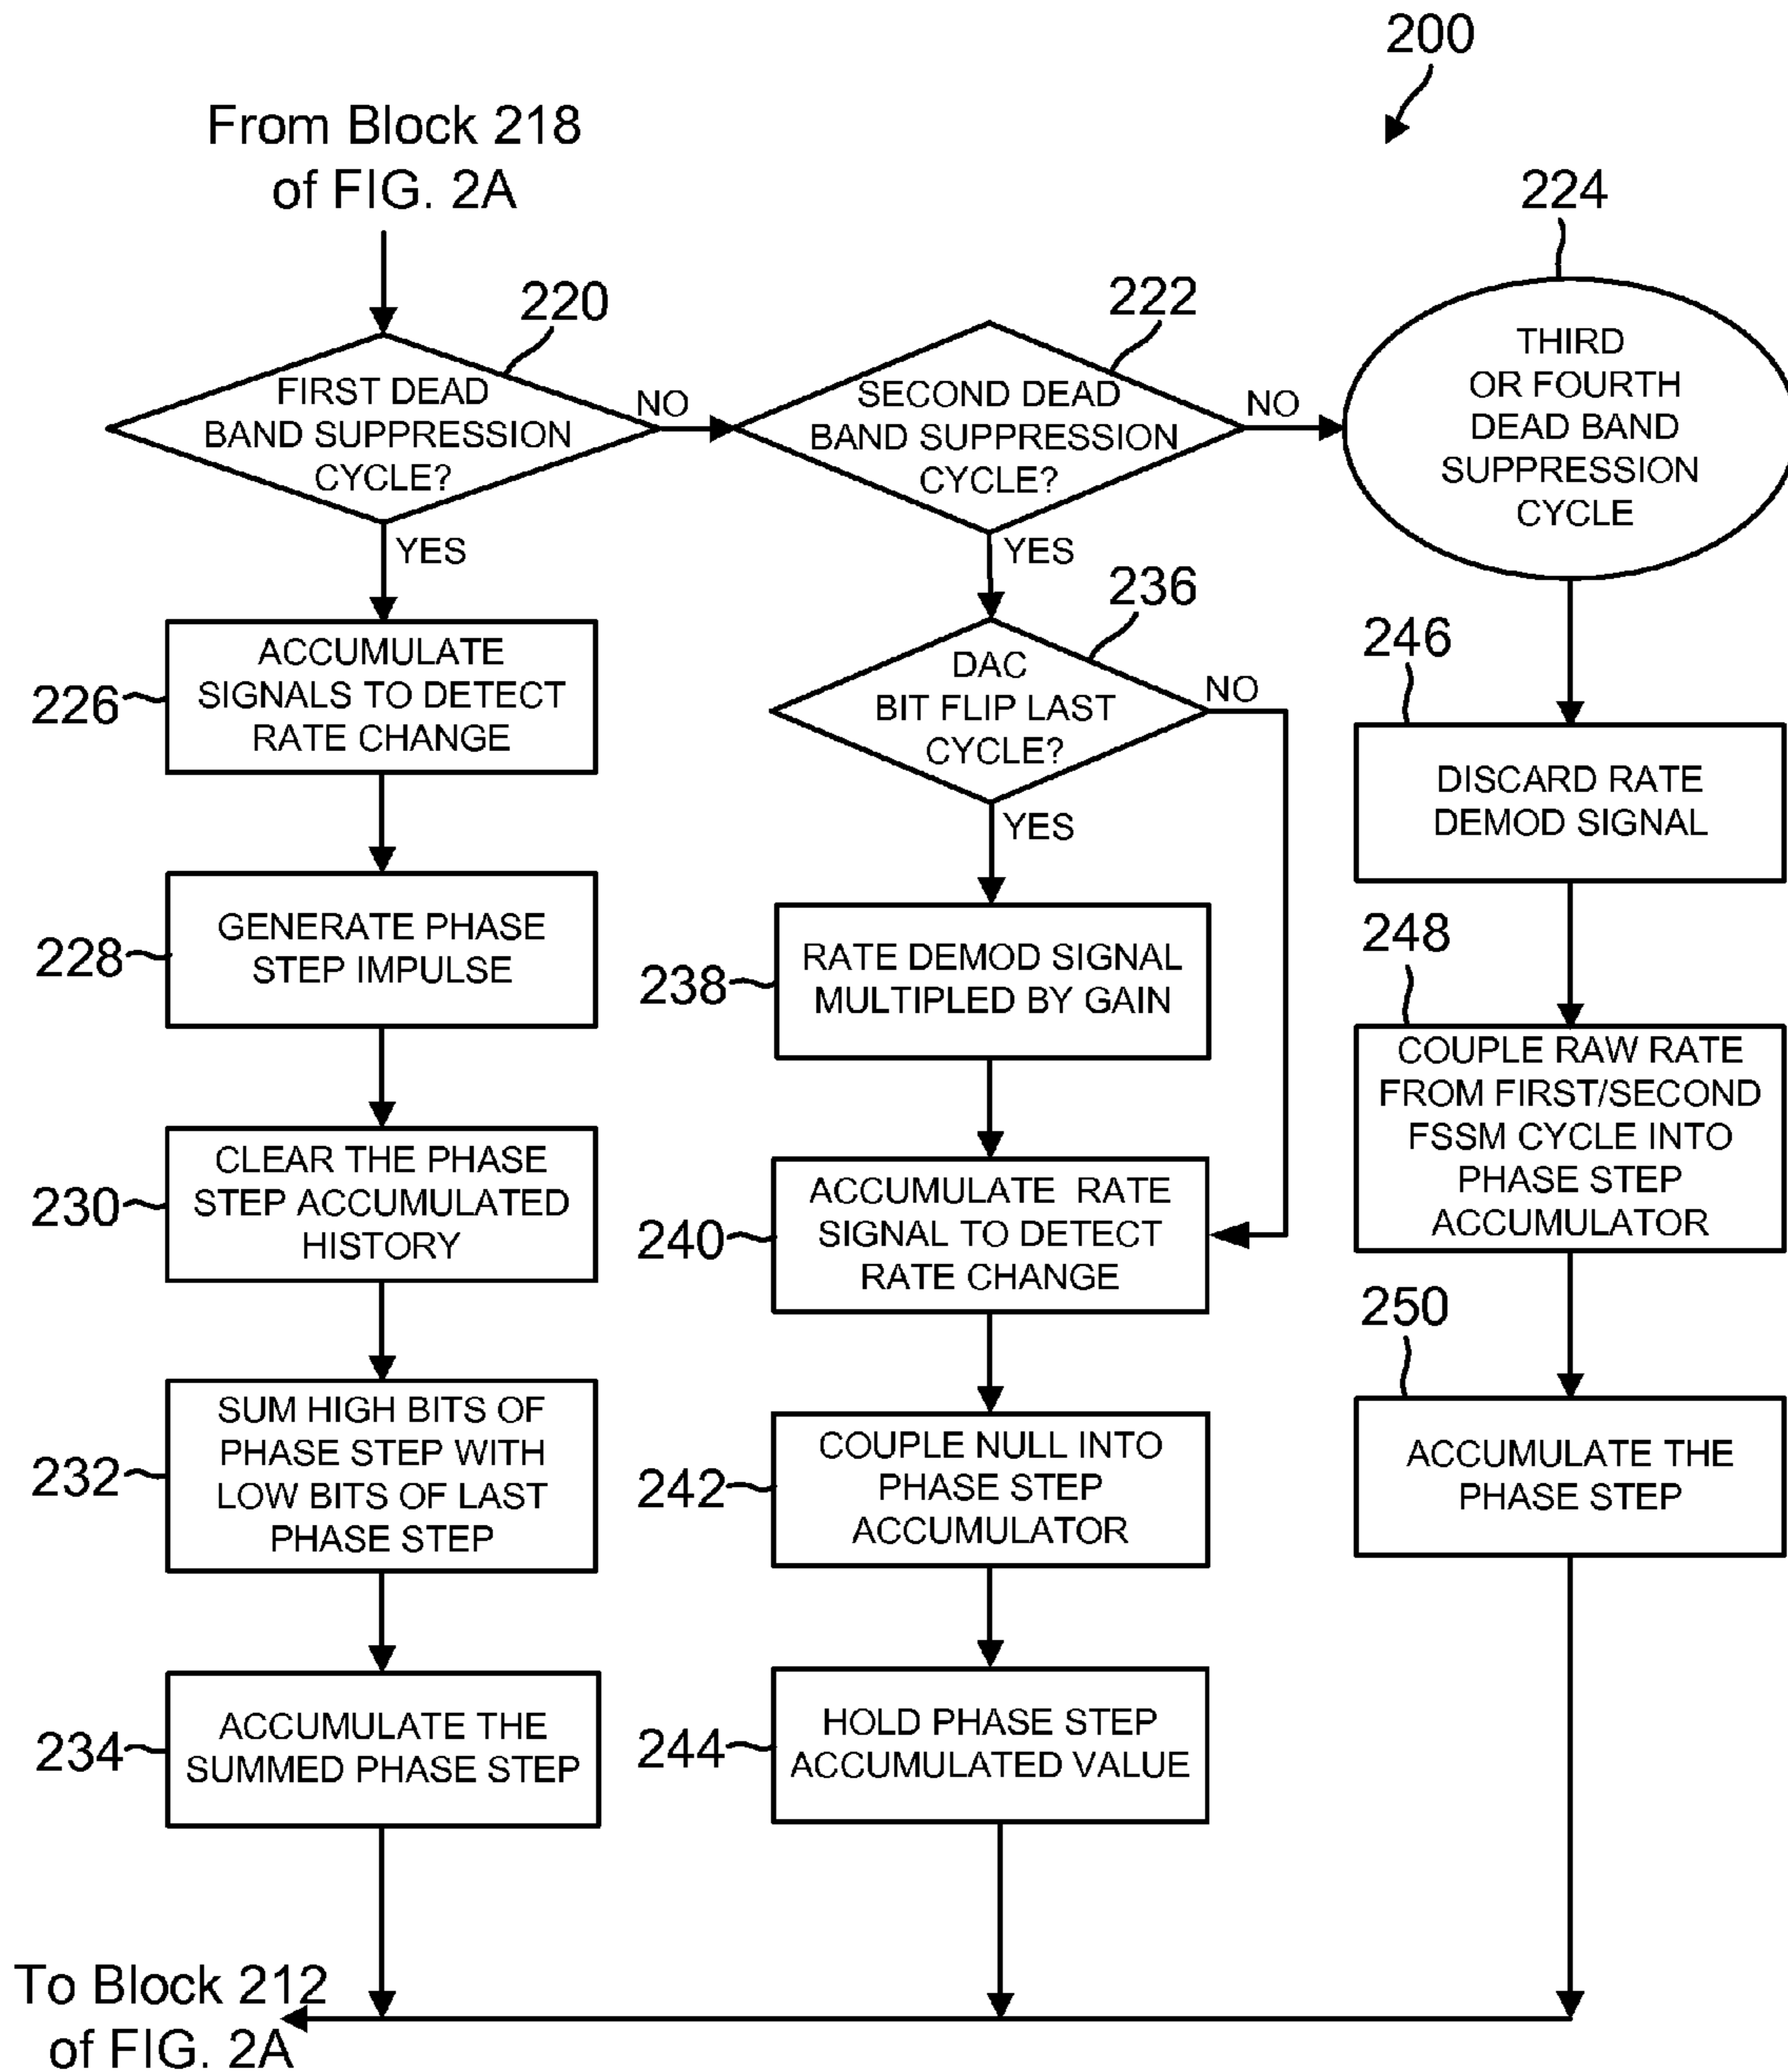 200
From Block 218
of FIG. 2A
224
220
222
FIRST DEAD
BAND SUPPRESSION
CYCLE?
NO
SECOND DEAD
BAND SUPPRESSION
CYCLE?
NO
THIRD
OR FOURTH
DEAD BAND
SUPPRESSION
CYCLE
YES
YES
226
ACCUMULATE
SIGNALS TO DETECT
RATE CHANGE
228
GENERATE PHASE
STEP IMPULSE
230
CLEAR THE PHASE
STEP ACCUMULATED
HISTORY
232
SUM HIGH BITS OF
PHASE STEP WITH
LOW BITS OF LAST
PHASE STEP
234
ACCUMULATE THE
SUMMED PHASE STEP
236
DAC
BIT FLIP LAST
CYCLE?
NO
YES
238
RATE DEMOD SIGNAL
MULTIPLED BY GAIN
240
ACCUMULATE RATE
SIGNAL TO DETECT
RATE CHANGE
242
COUPLE NULL INTO
PHASE STEP
ACCUMULATOR
244
HOLD PHASE STEP
ACCUMULATED VALUE
246
DISCARD RATE
DEMOD SIGNAL
248
COUPLE RAW RATE
FROM FIRST/SECOND
FSSM CYCLE INTO
PHASE STEP
ACCUMULATOR
250
ACCUMULATE THE
PHASE STEP
To Block 212
of FIG. 2A